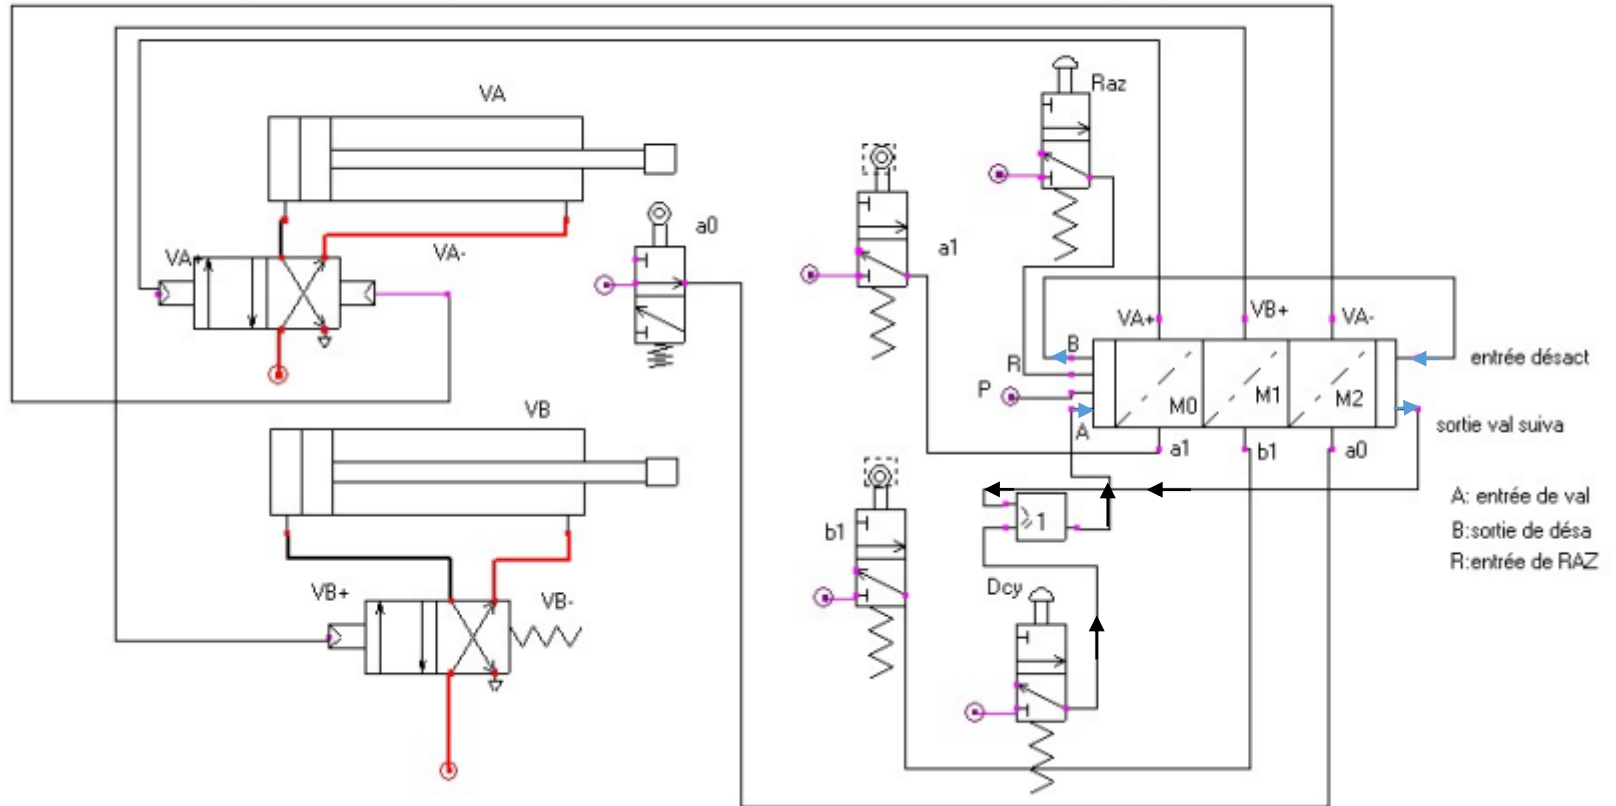 VA
Raz
a0
a1
VA+
VA-
VA+
VB+
VA-
B
entrée désact
R
P
M0
M1
M2
VB
A
a1
b1
a0
sortie val suiva
b1
≥1
A: entrée de val
B:sortie de désa
R:entrée de RAZ
Dcy
VB+
VB-